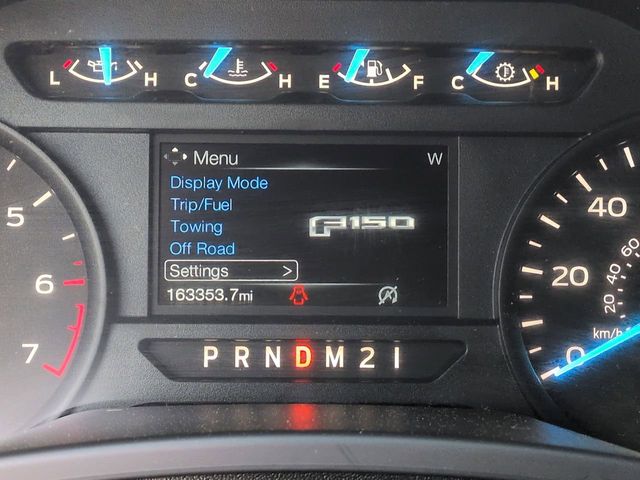 L H C H E F C H
Menu W
Display Mode
Trip/Fuel
Towing
Off Road
Settings >
F150
163353.7mi
P R N D M 2 1
5
6
7
40
20
0
60
40
20
km/h